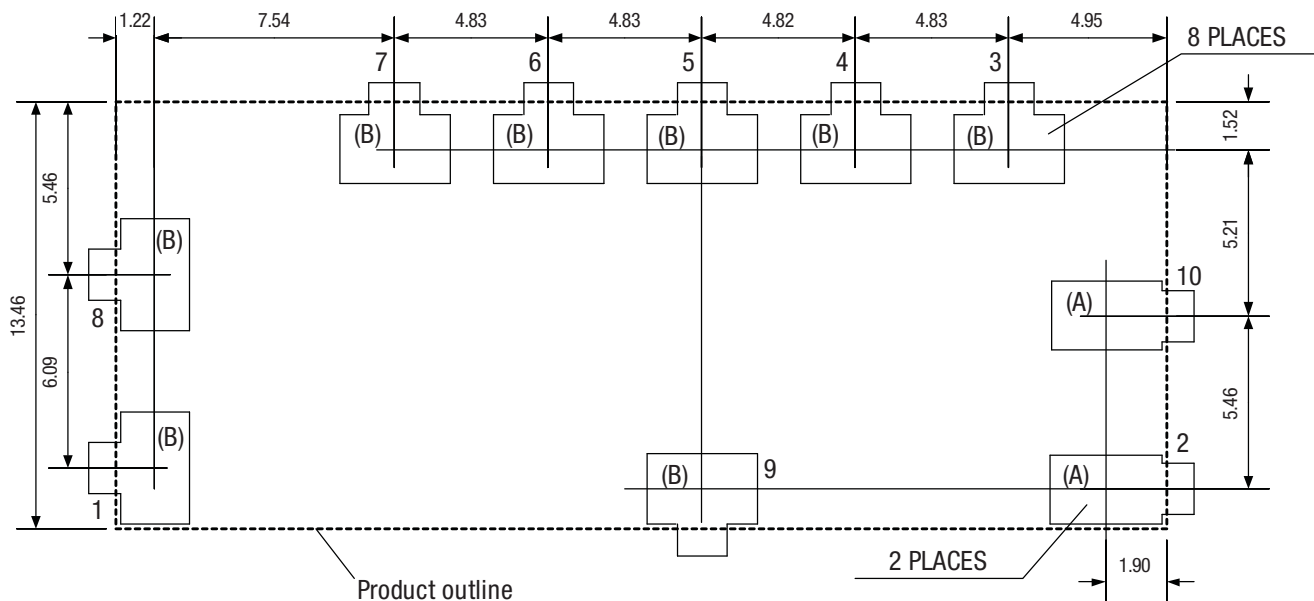 1.22 7.54 4.83 4.83 4.82 4.83 4.95
8 PLACES
7 6 5 4 3
(B) (B) (B) (B) (B)
1.52
5.46
5.21
(B)
8
13.46
10
(A)
6.09
5.46
(B)
1
(B) 9
(A) 2
2 PLACES
1.90
Product outline